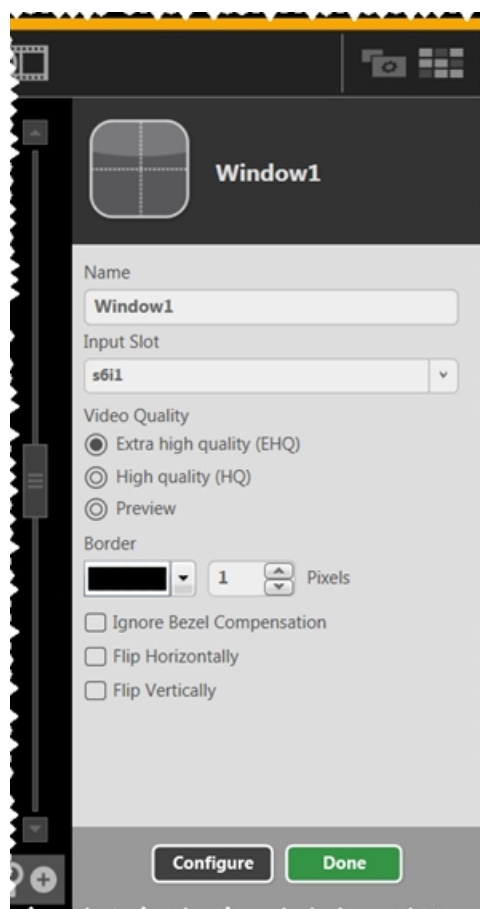 Window1
Name
Window1
Input Slot
s6i1
Video Quality
Extra high quality (EHQ)
High quality (HQ)
Preview
Border
1 Pixels
Ignore Bezel Compensation
Flip Horizontally
Flip Vertically
Configure Done